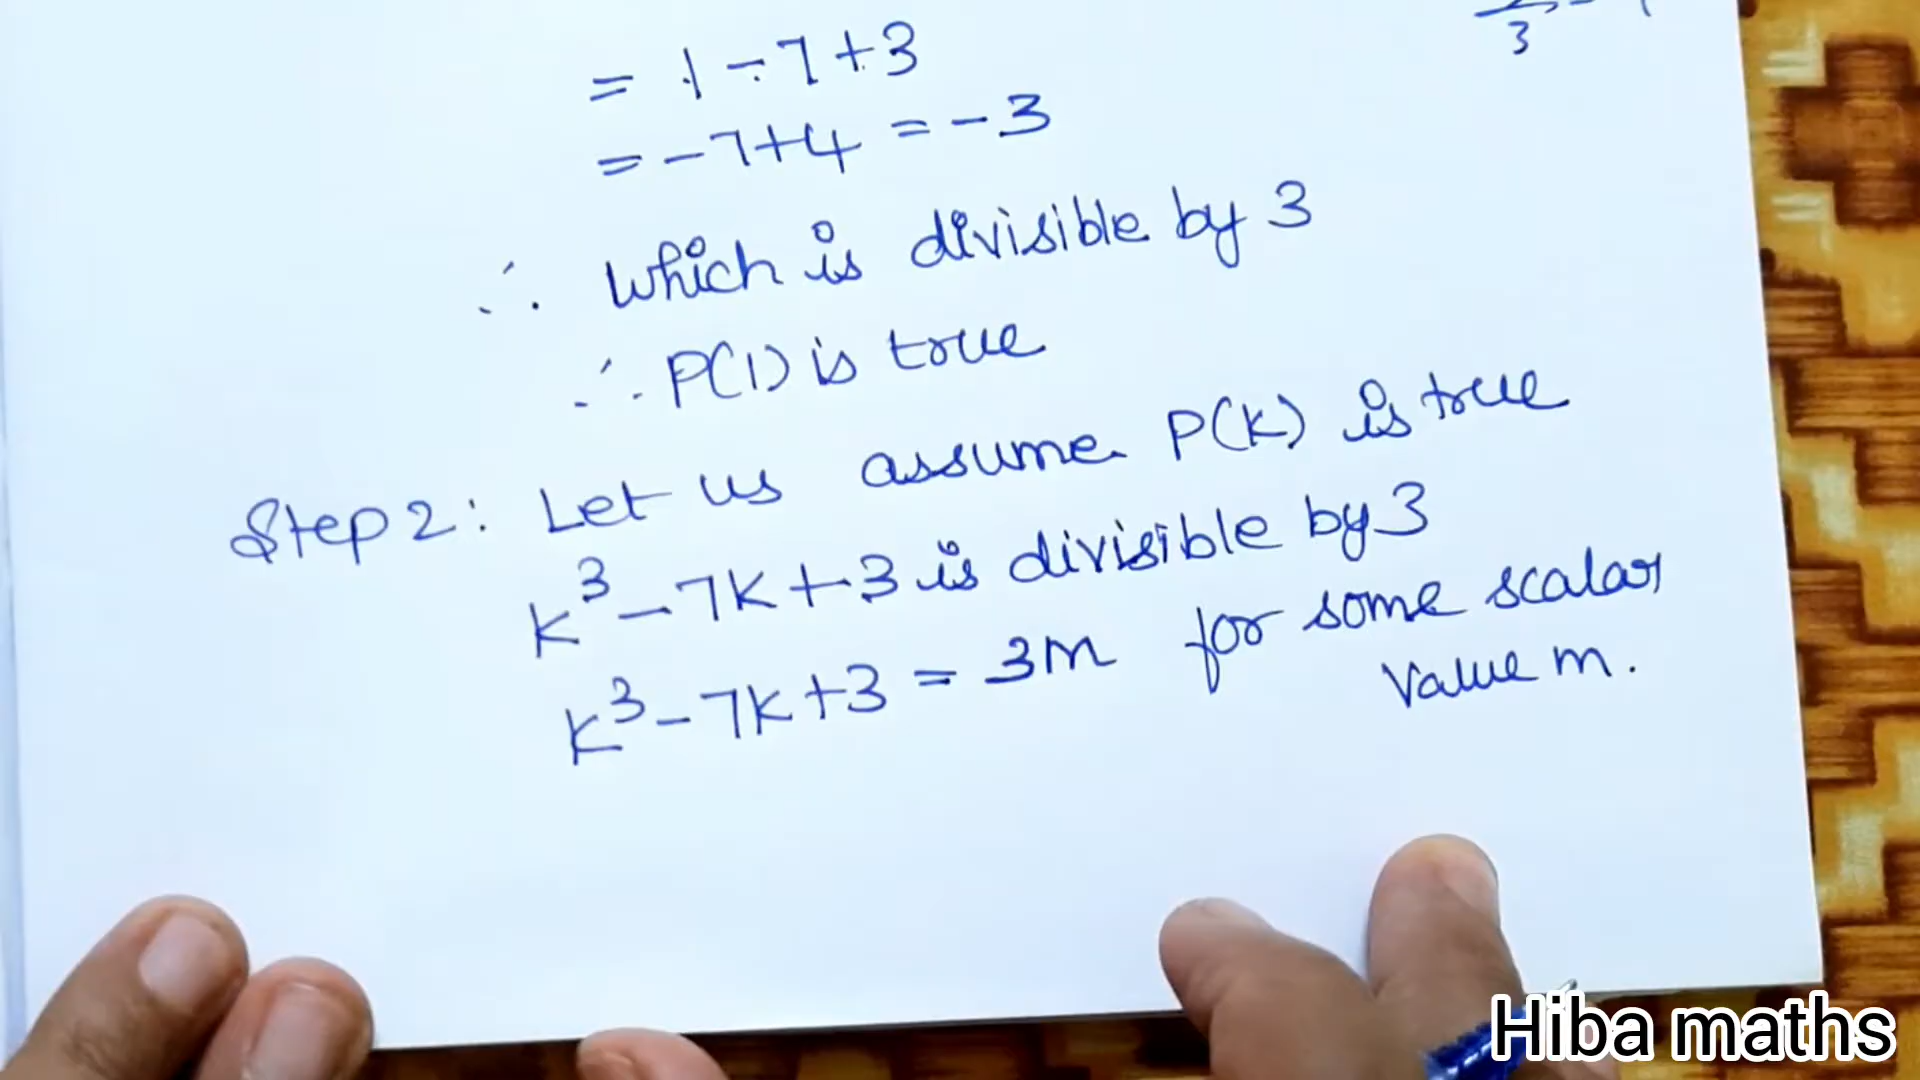 = 1 - 7 + 3
= -7+4 = -3
∴ which is divisible by 3
∴ P(1) is true
Step 2: Let us assume P(K) is true
K³ - 7K + 3 is divisible by 3
K³ - 7K + 3 = 3m for some scalar
value m.
3
Hiba maths